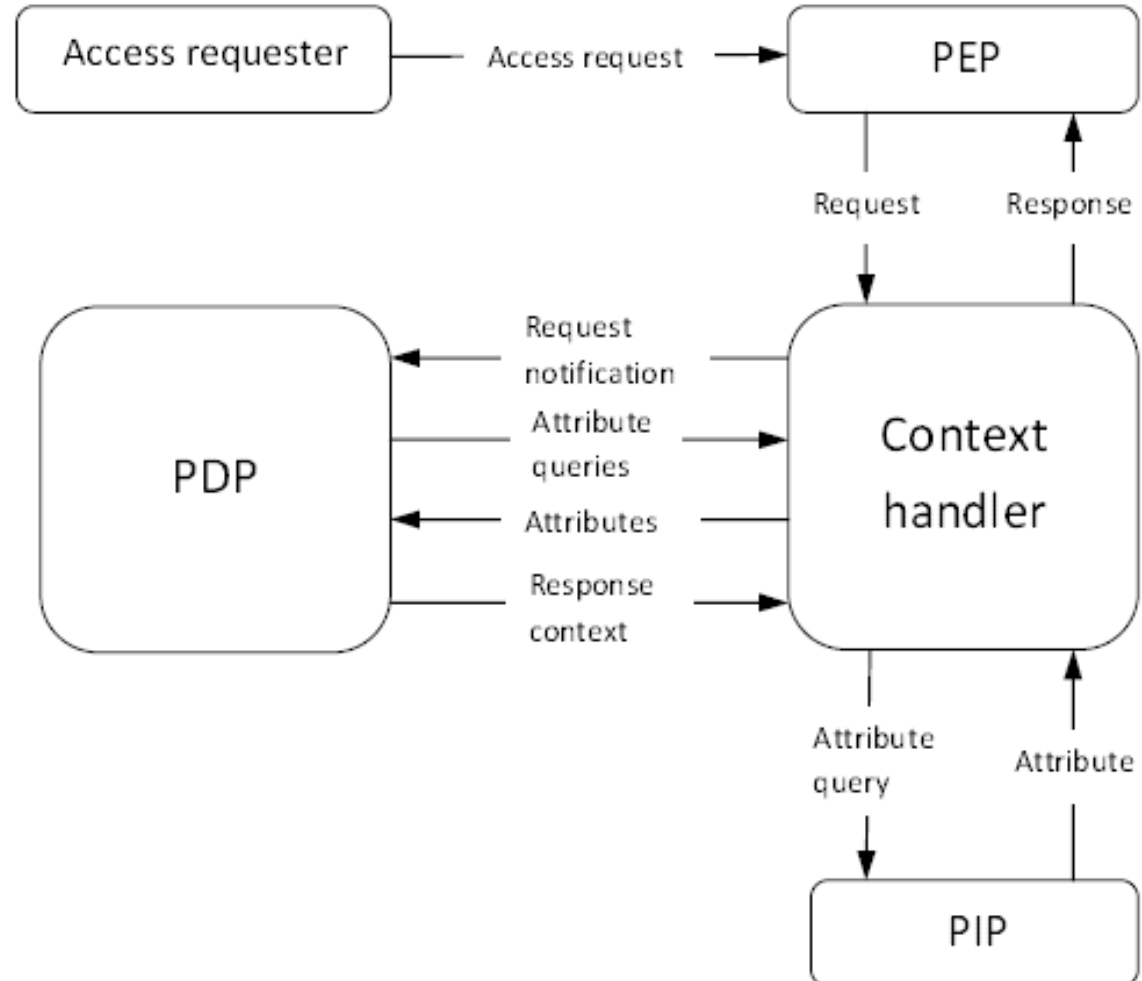 Access requester
Access request
PEP
Request
Response
Request
notification
Attribute
queries
Attributes
Response
context
PDP
Context
handler
Attribute
query
Attribute
PIP